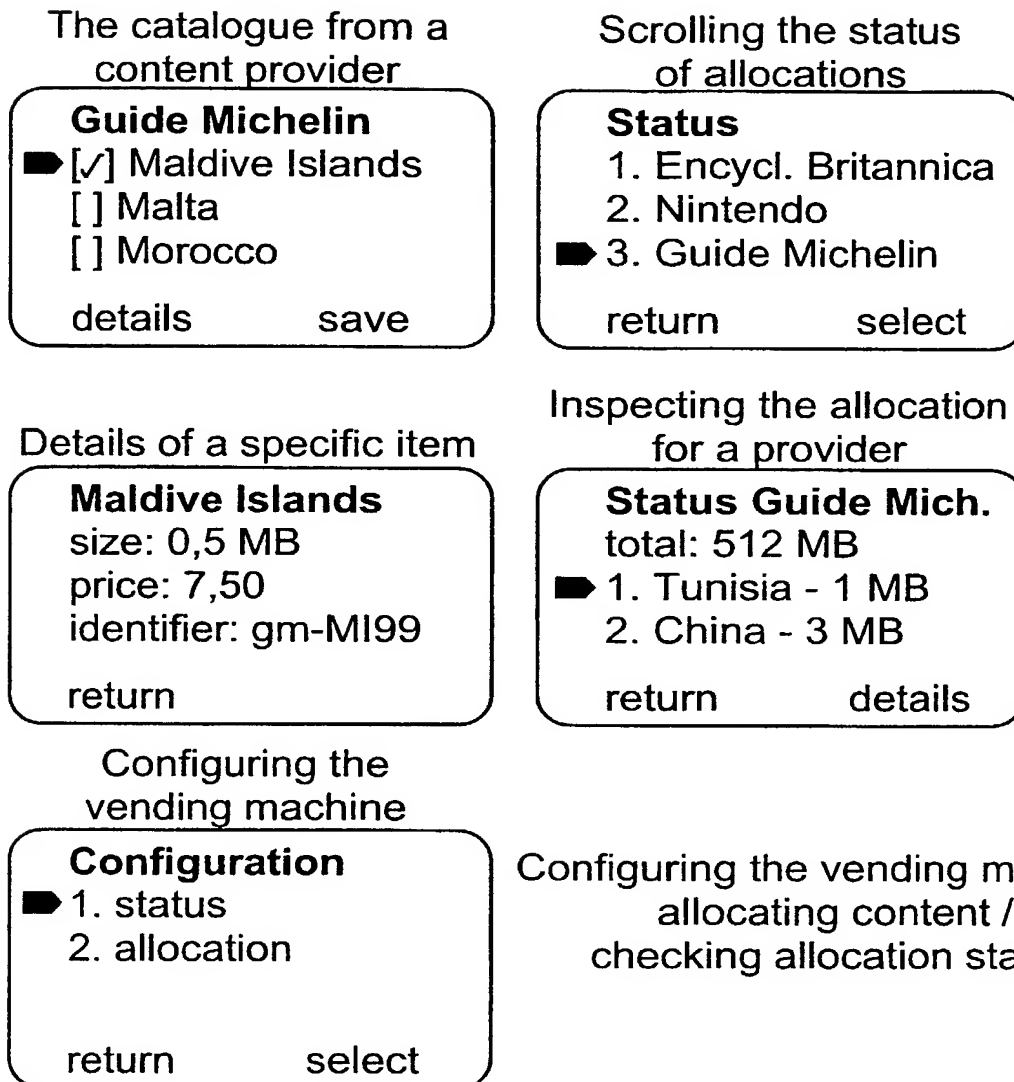 The catalogue from a
content provider
Guide Michelin
[✓] Maldive Islands
[ ] Malta
[ ] Morocco
details save
Scrolling the status
of allocations
Status
1. Encycl. Britannica
2. Nintendo
3. Guide Michelin
return select
Details of a specific item
Maldive Islands
size: 0,5 MB
price: 7,50
identifier: gm-MI99
return
Inspecting the allocation
for a provider
Status Guide Mich.
total: 512 MB
1. Tunisia - 1 MB
2. China - 3 MB
return details
Configuring the
vending machine
Configuration
1. status
2. allocation
return select
Configuring the vending
allocating content /
checking allocation